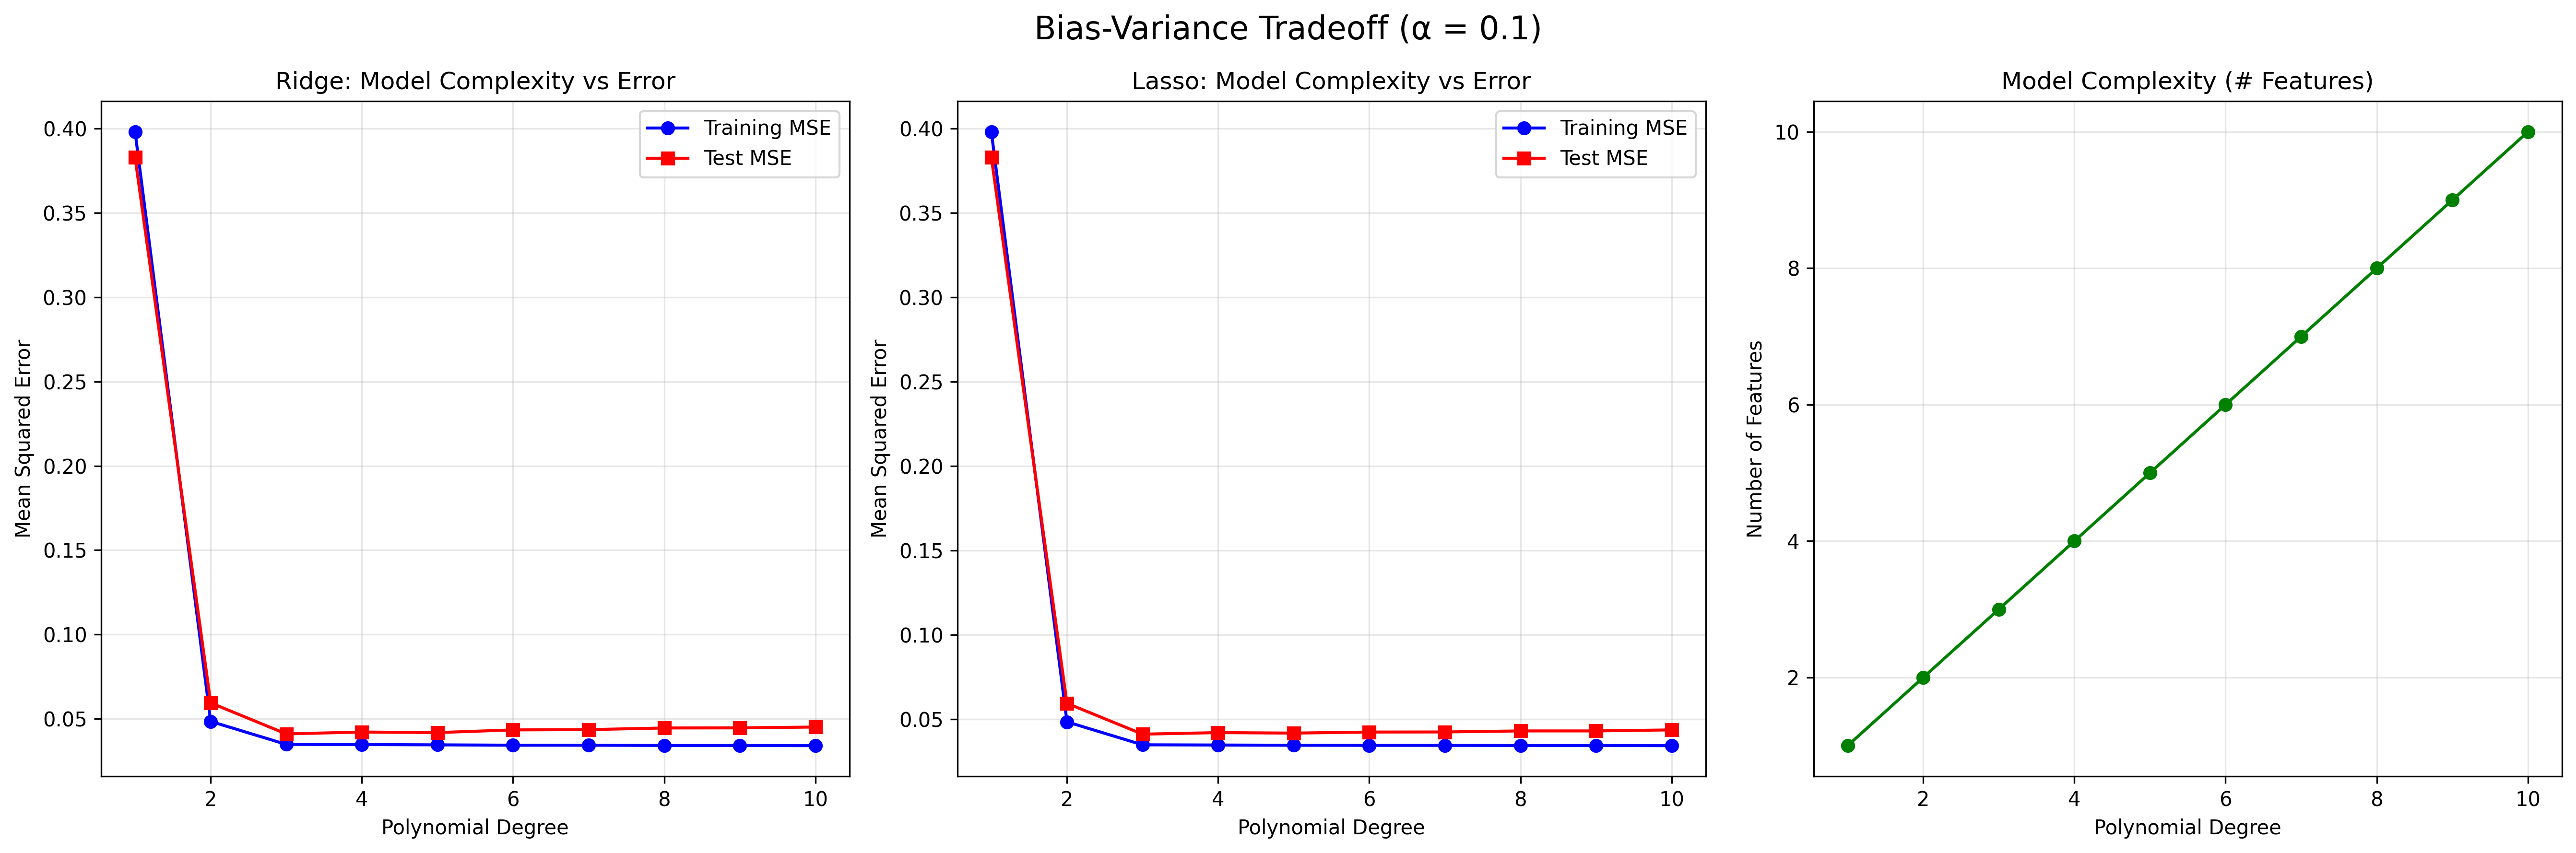 Bias-Variance Tradeoff (α = 0.1)
Ridge: Model Complexity vs Error
Mean Squared Error
0.40
0.35
0.30
0.25
0.20
0.15
0.10
0.05
Training MSE
Test MSE
2 4 6 8 10
Polynomial Degree
Lasso: Model Complexity vs Error
Mean Squared Error
0.40
0.35
0.30
0.25
0.20
0.15
0.10
0.05
Training MSE
Test MSE
2 4 6 8 10
Polynomial Degree
Model Complexity (# Features)
Number of Features
10
8
6
4
2
2 4 6 8 10
Polynomial Degree